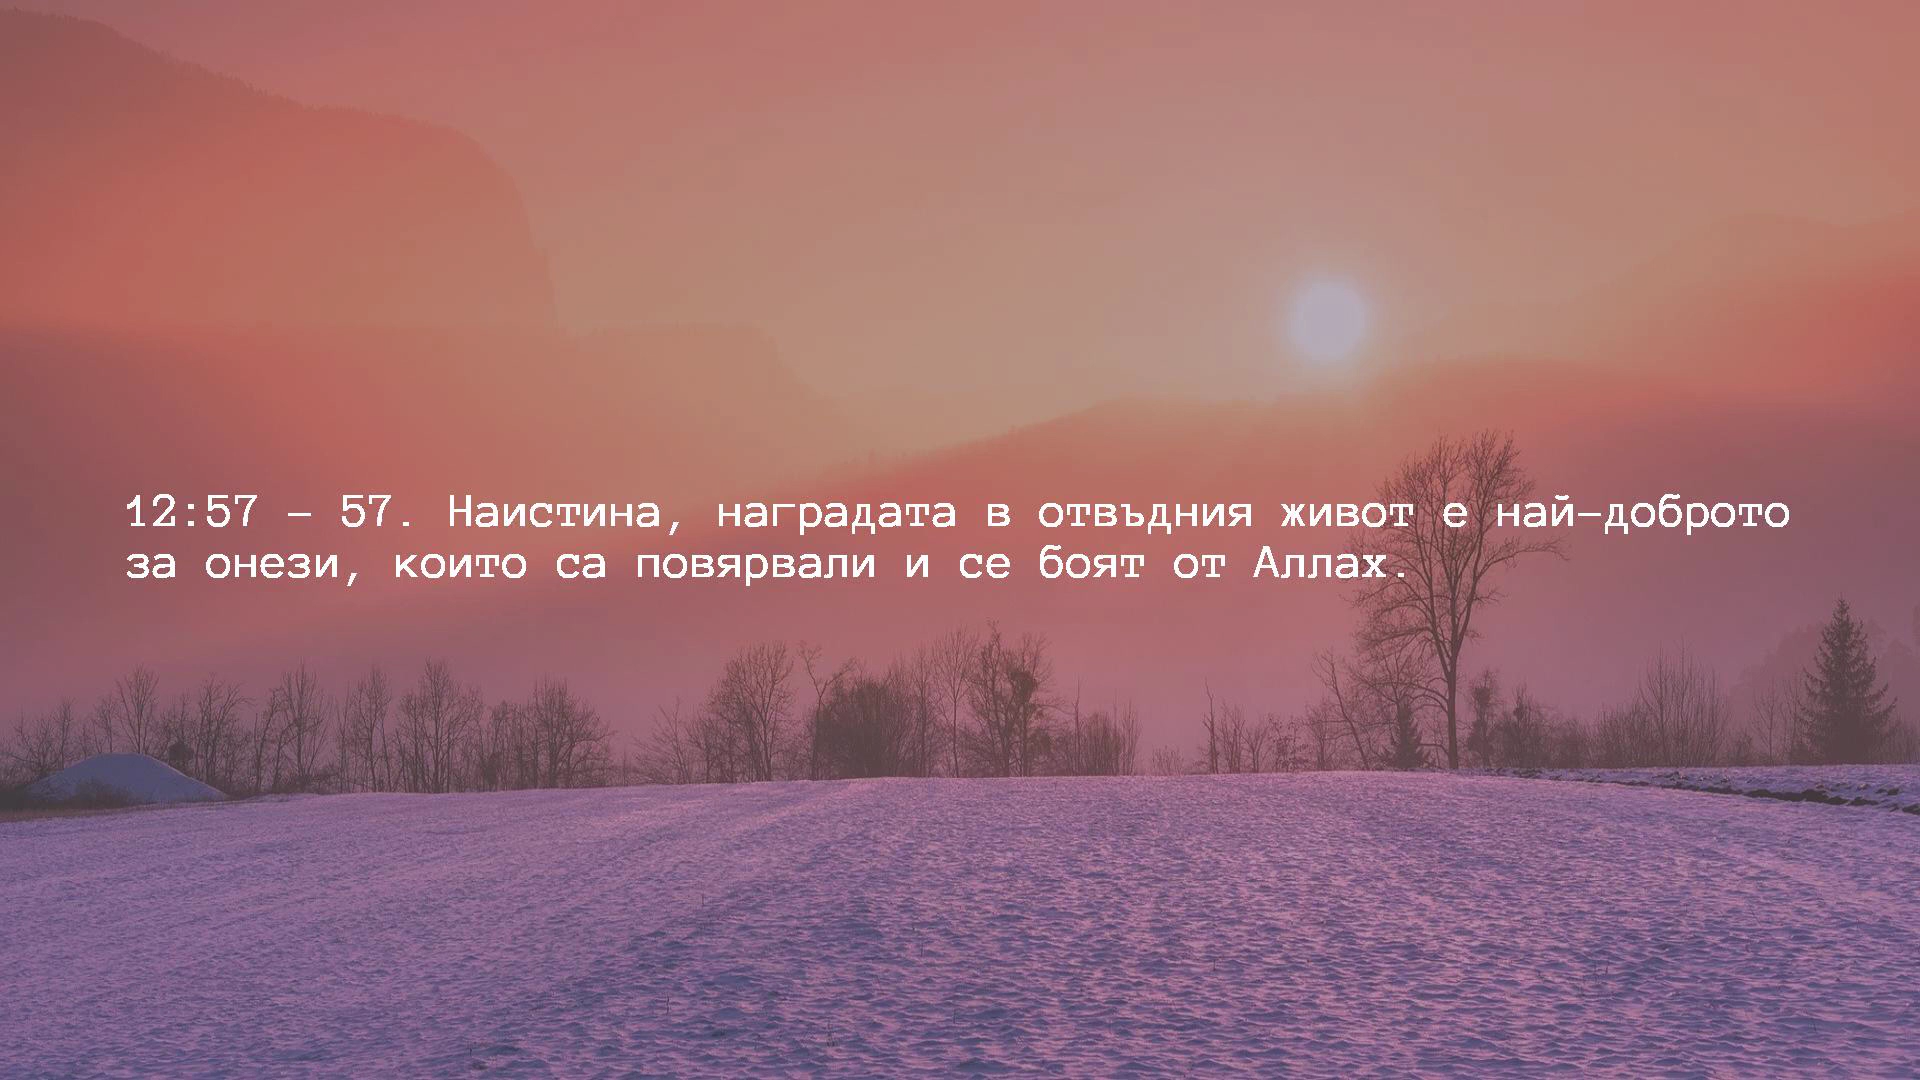 12:57 – 57. Наистина, наградата в отвъдния живот е най-доброто
за онези, които са повярвали и се боят от Аллах.